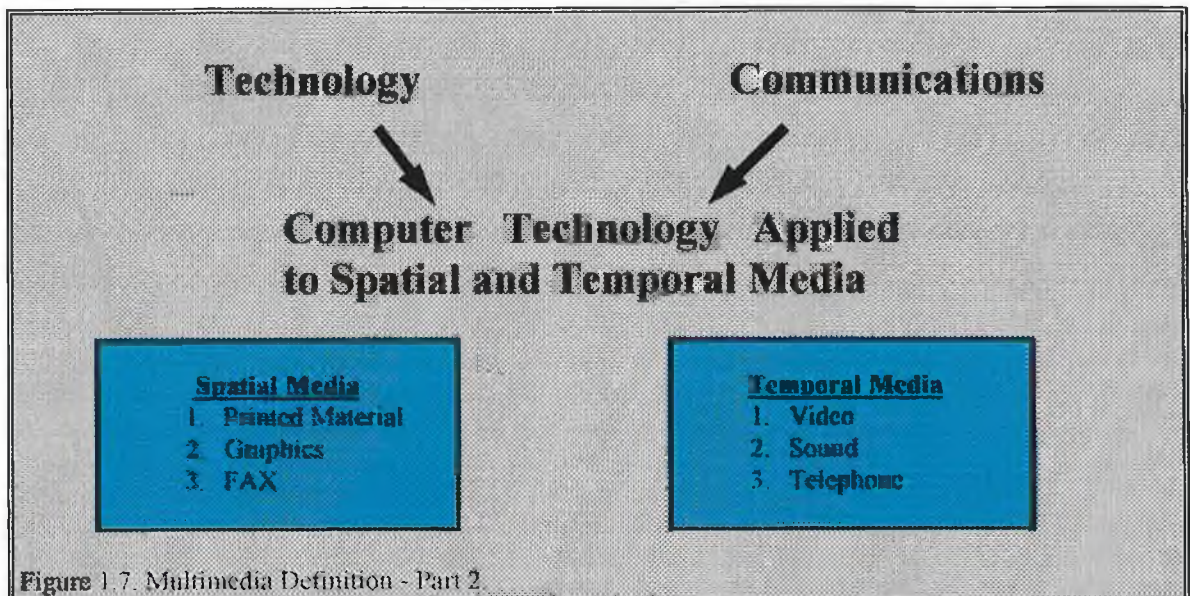 Technology Communications
Computer Technology Applied
to Spatial and Temporal Media
Spatial Media
1. Printed Material
2. Graphics
3. FAX
Temporal Media
1. Video
2. Sound
3. Telephone
Figure 1.7. Multimedia Definition - Part 2.